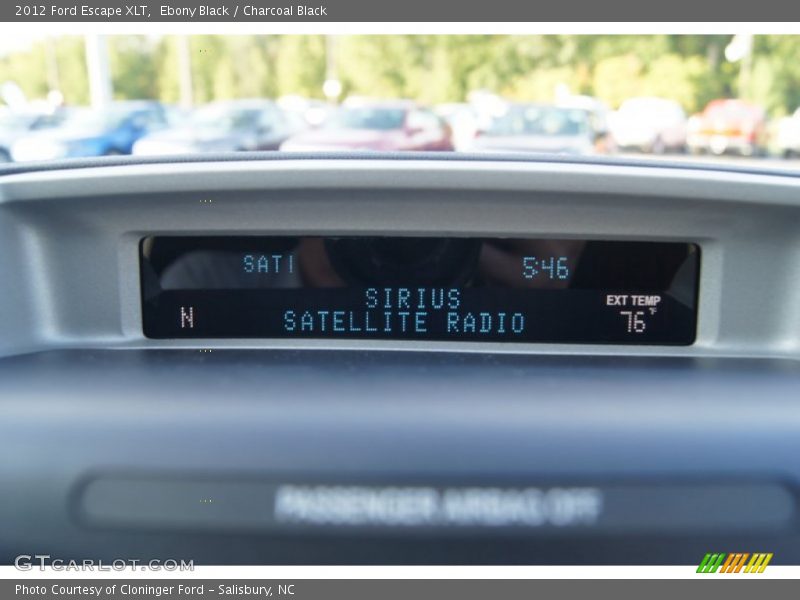 2012 Ford Escape XLT, Ebony Black / Charcoal Black
SAT1 5:46
SIRIUS
N SATELLITE RADIO
EXT TEMP
76°F
PASSENGER AIRBAG OFF
GTCARLOT.COM
Photo Courtesy of Cloninger Ford - Salisbury, NC